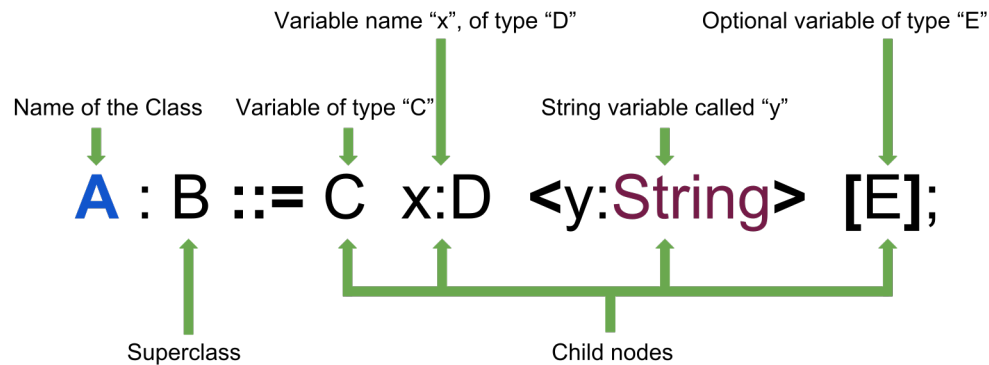 Variable name “x”, of type “D”
Optional variable of type “E”
Name of the Class
Variable of type “C”
String variable called “y”
A : B ::= C x:D <y:String> [E];
Superclass
Child nodes